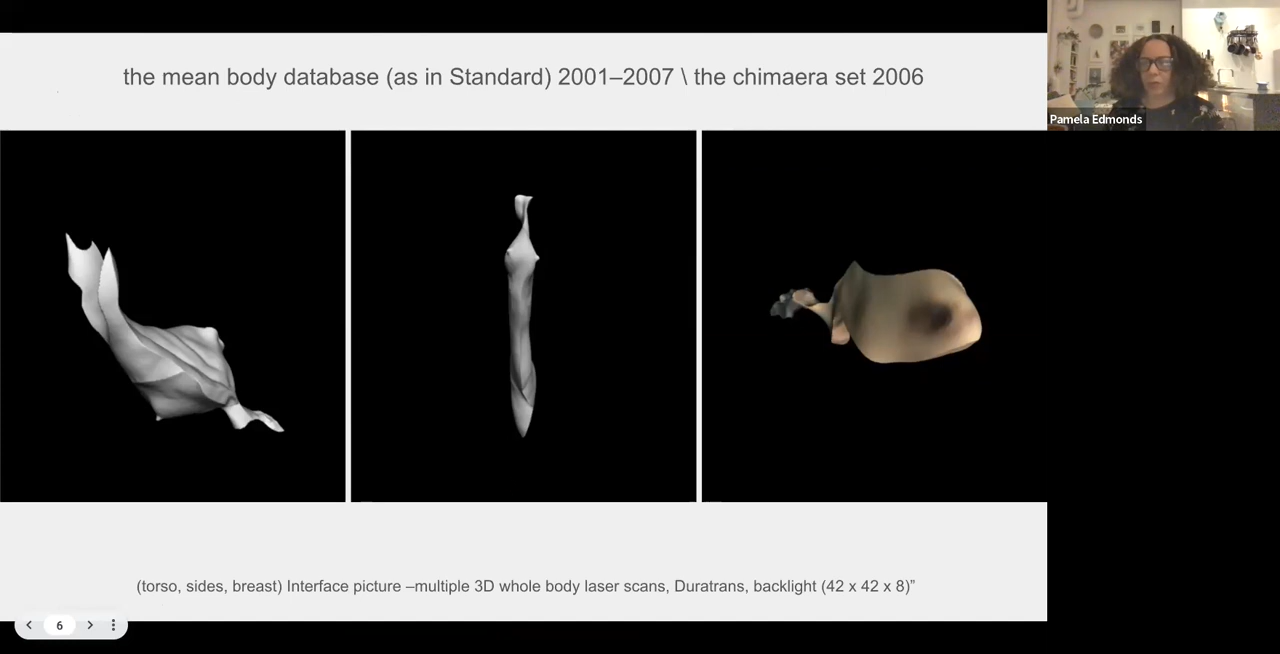 the mean body database (as in Standard) 2001–2007 \ the chimaera set 2006
Pamela Edmonds
(torso, sides, breast) Interface picture –multiple 3D whole body laser scans, Duratrans, backlight (42 x 42 x 8)”
6